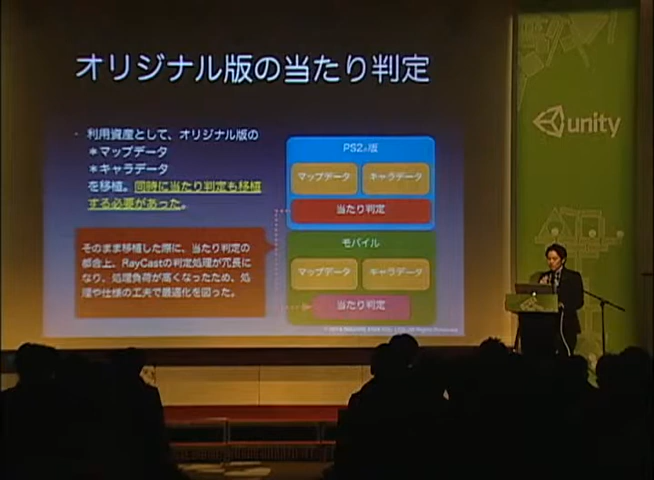 オリジナル版の当たり判定
・ 利用資産として、オリジナル版の
＊マップデータ
＊キャラデータ
を移植。同時に当たり判定も移植
する必要があった。
そのまま移植した際に、当たり判定の
都合上、RayCastの判定処理が冗長に
なり、処理負荷が高くなったため、処
理や仕様の工夫で最適化を図った。
PS2の版
マップデータ
キャラデータ
当たり判定
モバイル
マップデータ
キャラデータ
当たり判定
unity